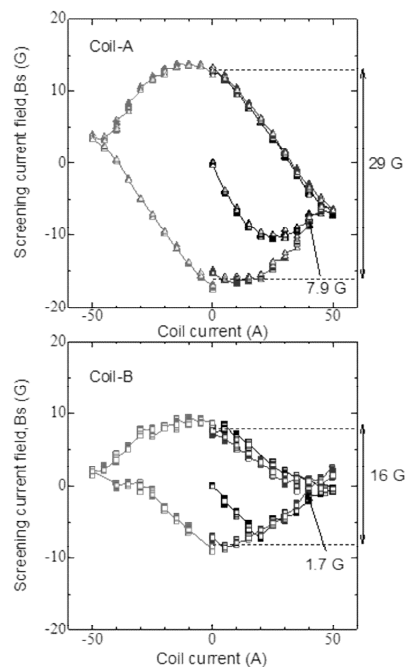 Coil-A
Screening current field,Bs (G)
20
10
0
-10
-20
-50
0
50
29 G
7.9 G
Coil current (A)
Coil-B
Screening current field,Bs (G)
20
10
0
-10
-20
-50
0
50
16 G
1.7 G
Coil current (A)